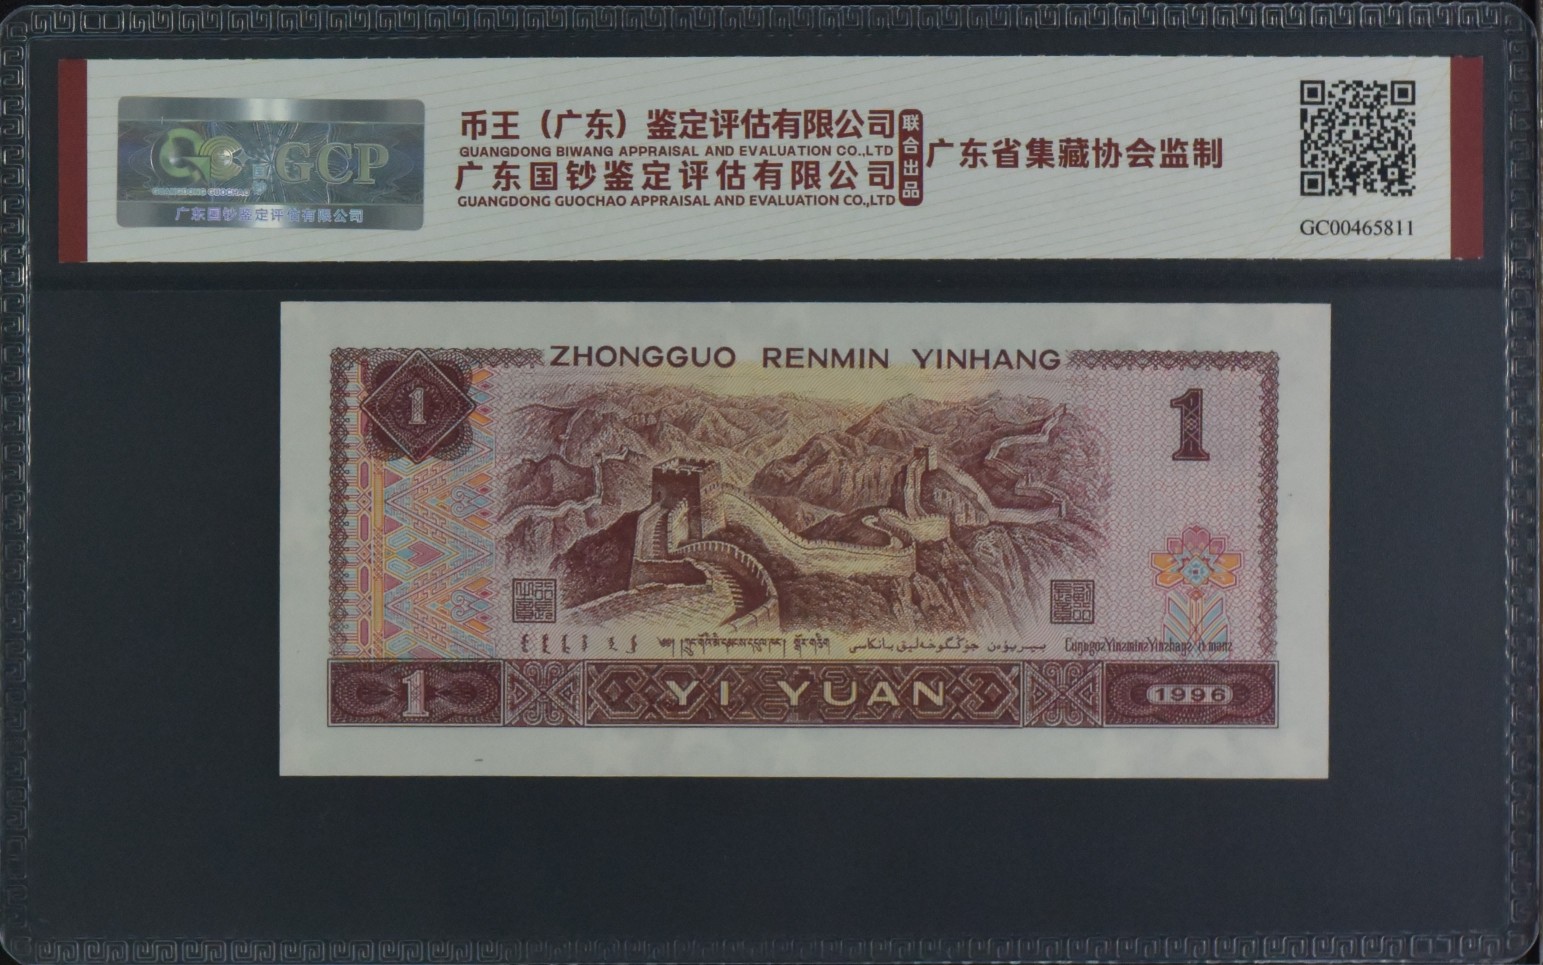 GCP
广东国钞鉴定评估有限公司
币王（广东）鉴定评估有限公司
GUANGDONG BIWANG APPRAISAL AND EVALUATION CO.,LTD
广东国钞鉴定评估有限公司
GUANGDONG GUOCHAO APPRAISAL AND EVALUATION CO.,LTD
联合出品
广东省集藏协会监制
GC00465811
ZHONGGUO RENMIN YINHANG
1
1
YI YUAN
1
1996